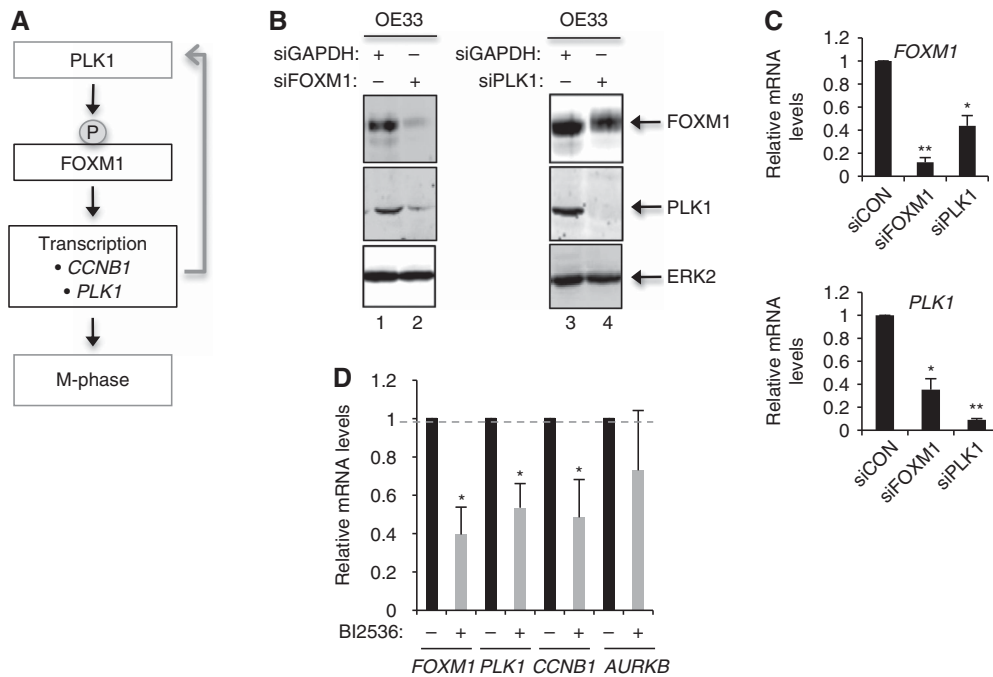 A
PLK1
P
FOXM1
Transcription
• CCNB1
• PLK1
M-phase
B
OE33
OE33
siGAPDH: + – + –
siFOXM1: – +
siPLK1: – +
FOXM1
PLK1
ERK2
1 2 3 4
C
FOXM1
Relative mRNA
levels
1.2
1
0.8
0.6
0.4
0.2
0
**
*
siCON
siFOXM1
siPLK1
PLK1
Relative mRNA
levels
1.2
1
0.8
0.6
0.4
0.2
0
*
**
siCON
siFOXM1
siPLK1
D
Relative mRNA levels
1.2
1
0.8
0.6
0.4
0.2
0
*
*
*
BI2536: – + – + – + – +
FOXM1 PLK1 CCNB1 AURKB